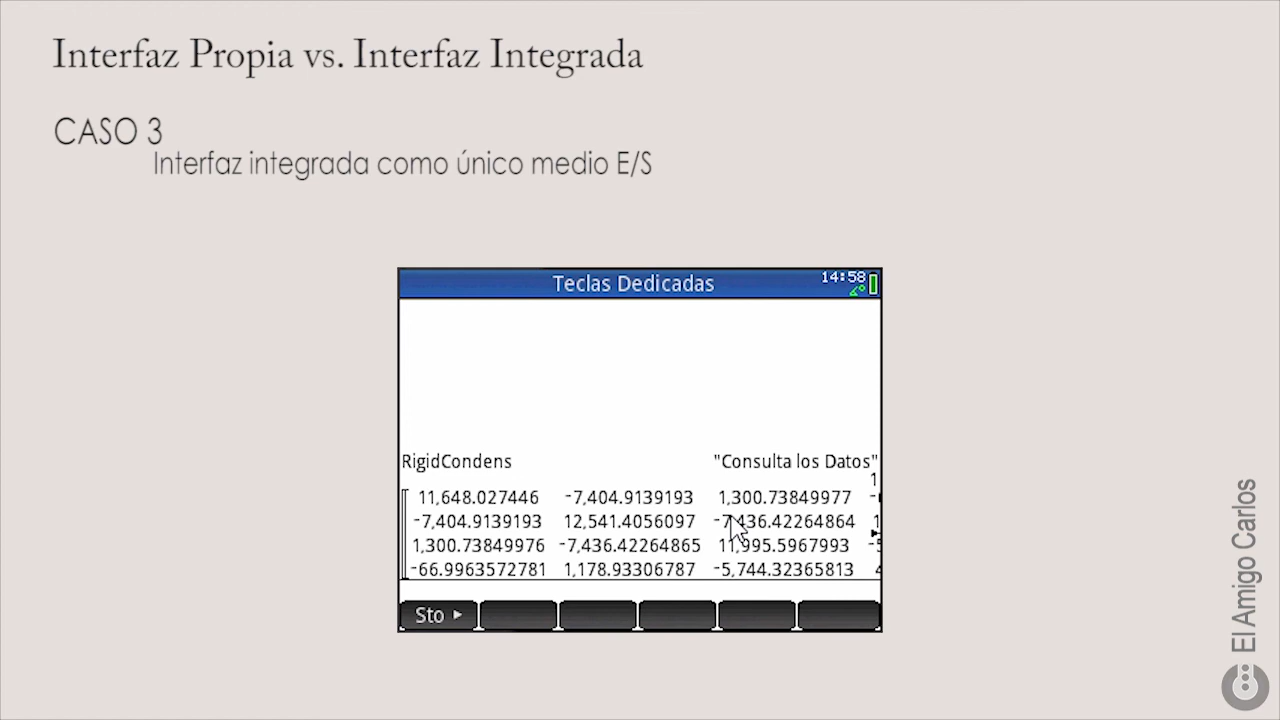 Interfaz Propia vs. Interfaz Integrada
CASO 3
Interfaz integrada como único medio E/S
Teclas Dedicadas
14:58
RigidCondens
"Consulta los Datos"
1
11,648.027446 -7,404.9139193 1,300.73849977
-7,404.9139193 12,541.4056097 -7,436.42264864 1
1,300.73849976 -7,436.42264865 11,995.5967993
-66.9963572781 1,178.93306787 -5,744.32365813
Sto ▸
El Amigo Carlos